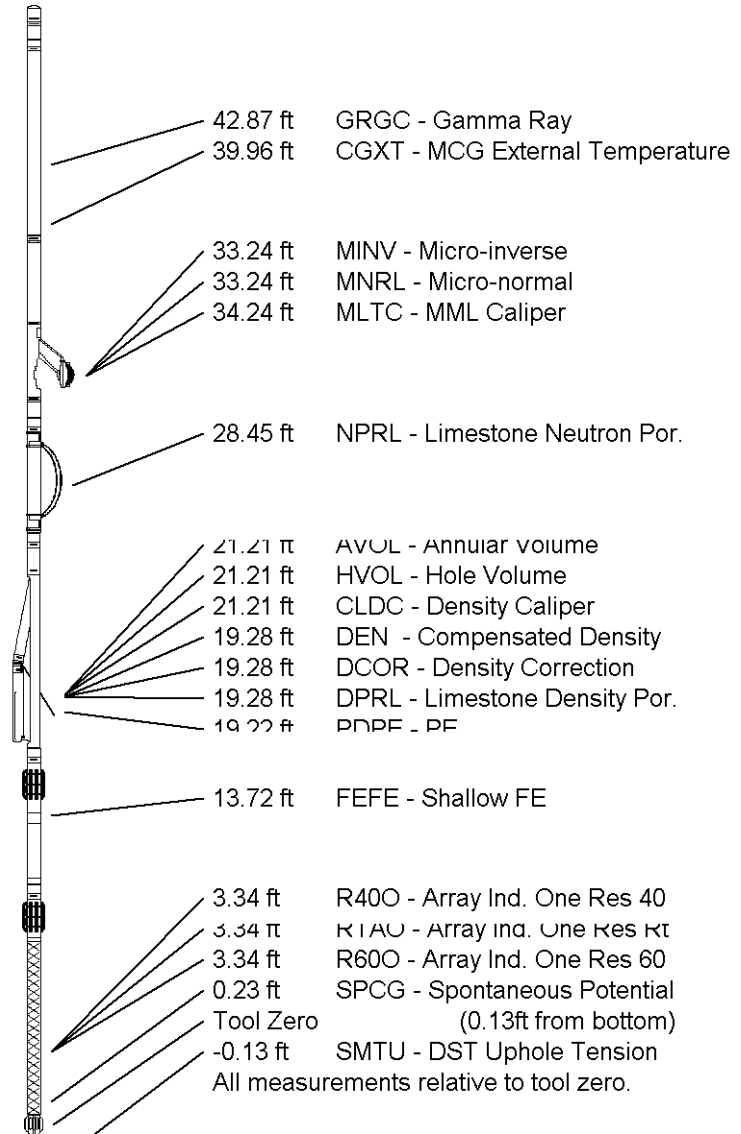 42.87 ft GRGC - Gamma Ray
39.96 ft CGXT - MCG External Temperature
33.24 ft MINV - Micro-inverse
33.24 ft MNRL - Micro-normal
34.24 ft MLTC - MML Caliper
28.45 ft NPRL - Limestone Neutron Por.
21.21 ft AVOL - Annular Volume
21.21 ft HVOL - Hole Volume
21.21 ft CLDC - Density Caliper
19.28 ft DEN - Compensated Density
19.28 ft DCOR - Density Correction
19.28 ft DPRL - Limestone Density Por.
19.22 ft PDPE - PE
13.72 ft FEFE - Shallow FE
3.34 ft R40O - Array Ind. One Res 40
3.34 ft RTAO - Array Ind. One Res Rt
3.34 ft R60O - Array Ind. One Res 60
0.23 ft SPCG - Spontaneous Potential
Tool Zero (0.13ft from bottom)
-0.13 ft SMTU - DST Uphole Tension
All measurements relative to tool zero.